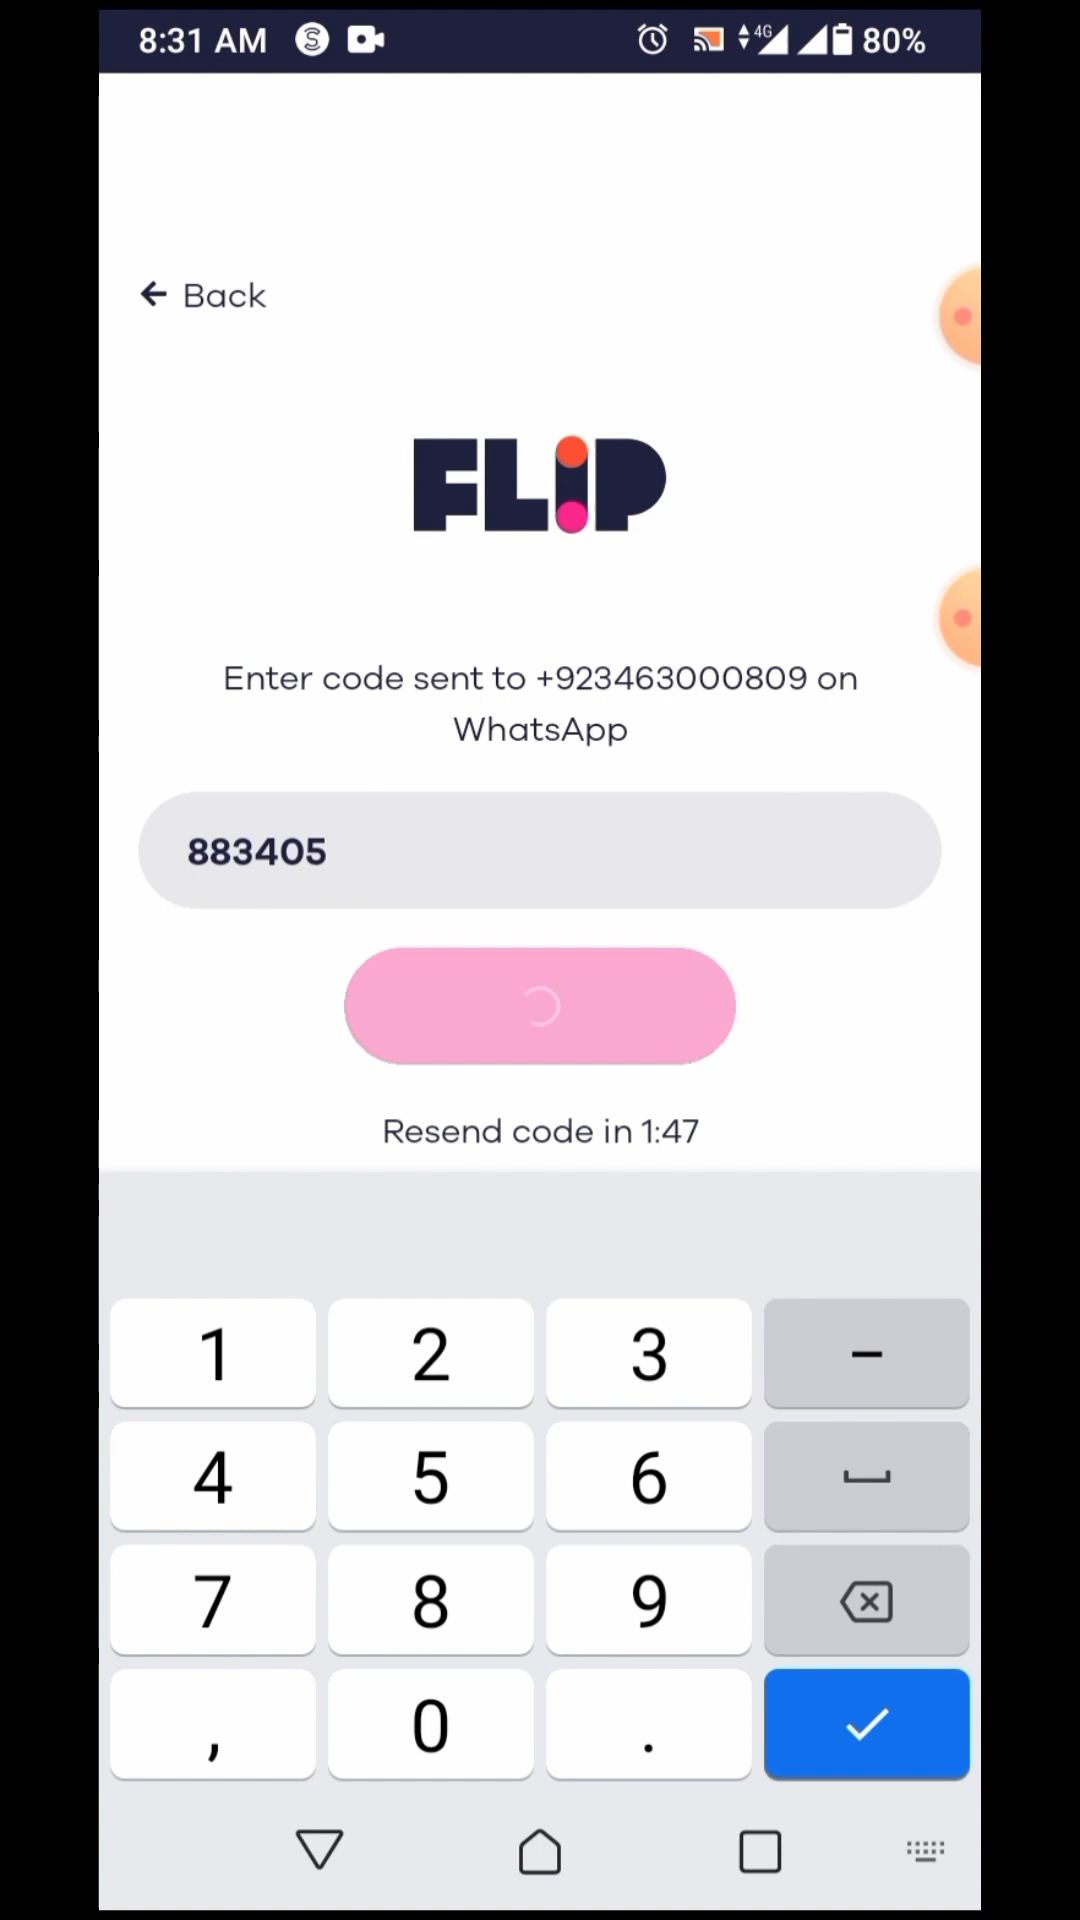 8:31 AM 4G 80%
Back
FLiP
Enter code sent to +923463000809 on
WhatsApp
883405
Resend code in 1:47
1 2 3 –
4 5 6
7 8 9
, 0 .